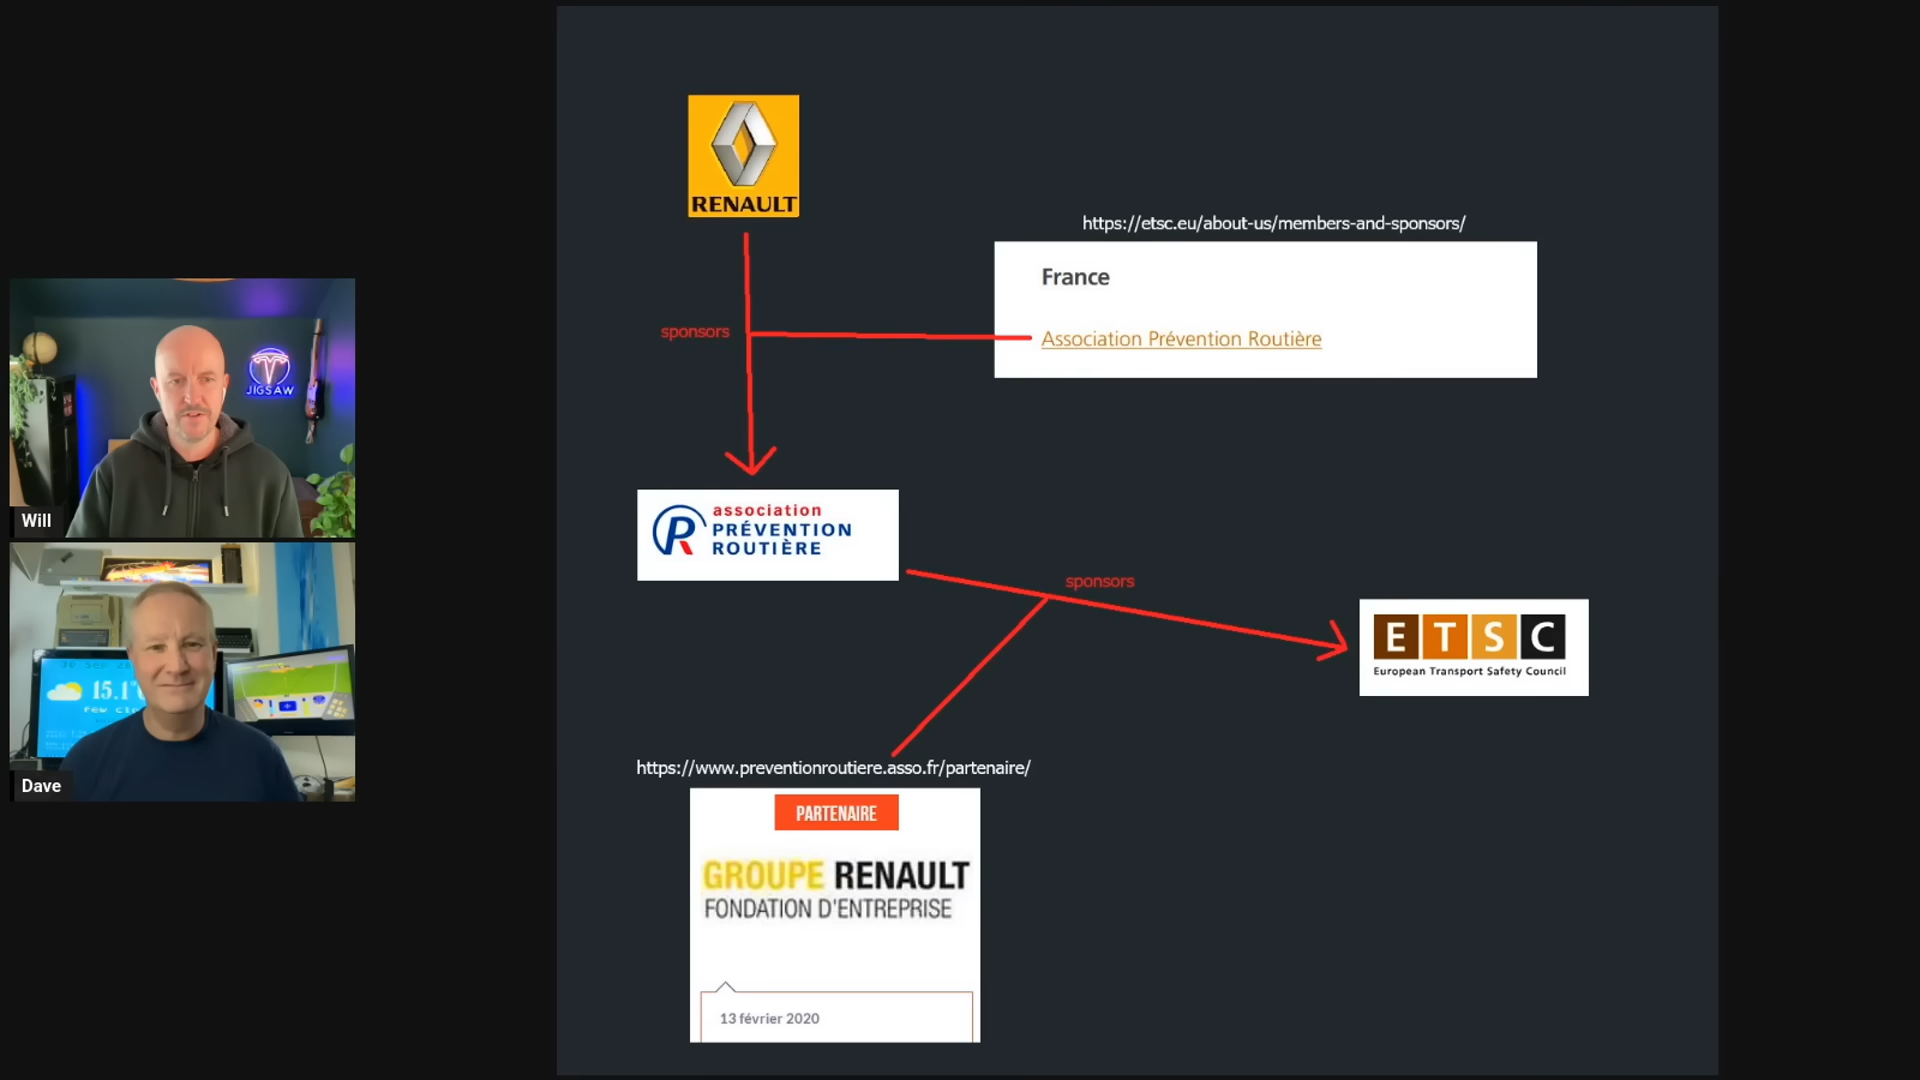 RENAULT
https://etsc.eu/about-us/members-and-sponsors/
France
sponsors
Association Prévention Routière
JIGSAW
Will
association
PRÉVENTION
ROUTIÈRE
sponsors
E T S C
European Transport Safety Council
15.1°
few clo
Dave
https://www.preventionroutiere.asso.fr/partenaire/
PARTENAIRE
GROUPE RENAULT
FONDATION D'ENTREPRISE
13 février 2020